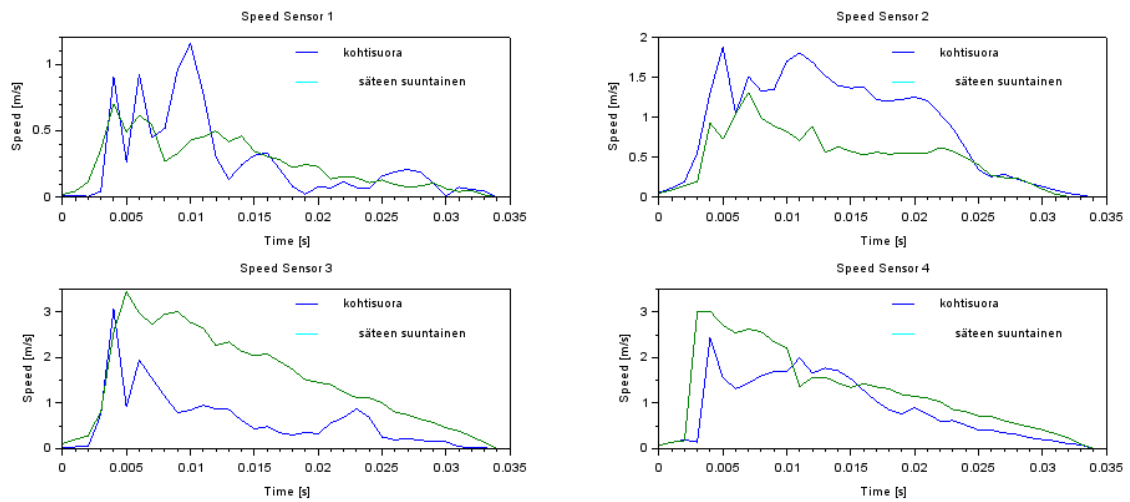 Speed Sensor 1
1
0.5
0
Speed [m/s]
kohtisuora
säteen suuntainen
0 0.005 0.01 0.015 0.02 0.025 0.03 0.035
Time [s]
Speed Sensor 2
2
1.5
1
0.5
0
Speed [m/s]
kohtisuora
säteen suuntainen
0 0.005 0.01 0.015 0.02 0.025 0.03 0.035
Time [s]
Speed Sensor 3
3
2
1
0
Speed [m/s]
kohtisuora
säteen suuntainen
0 0.005 0.01 0.015 0.02 0.025 0.03 0.035
Time [s]
Speed Sensor 4
3
2
1
0
Speed [m/s]
kohtisuora
säteen suuntainen
0 0.005 0.01 0.015 0.02 0.025 0.03 0.035
Time [s]